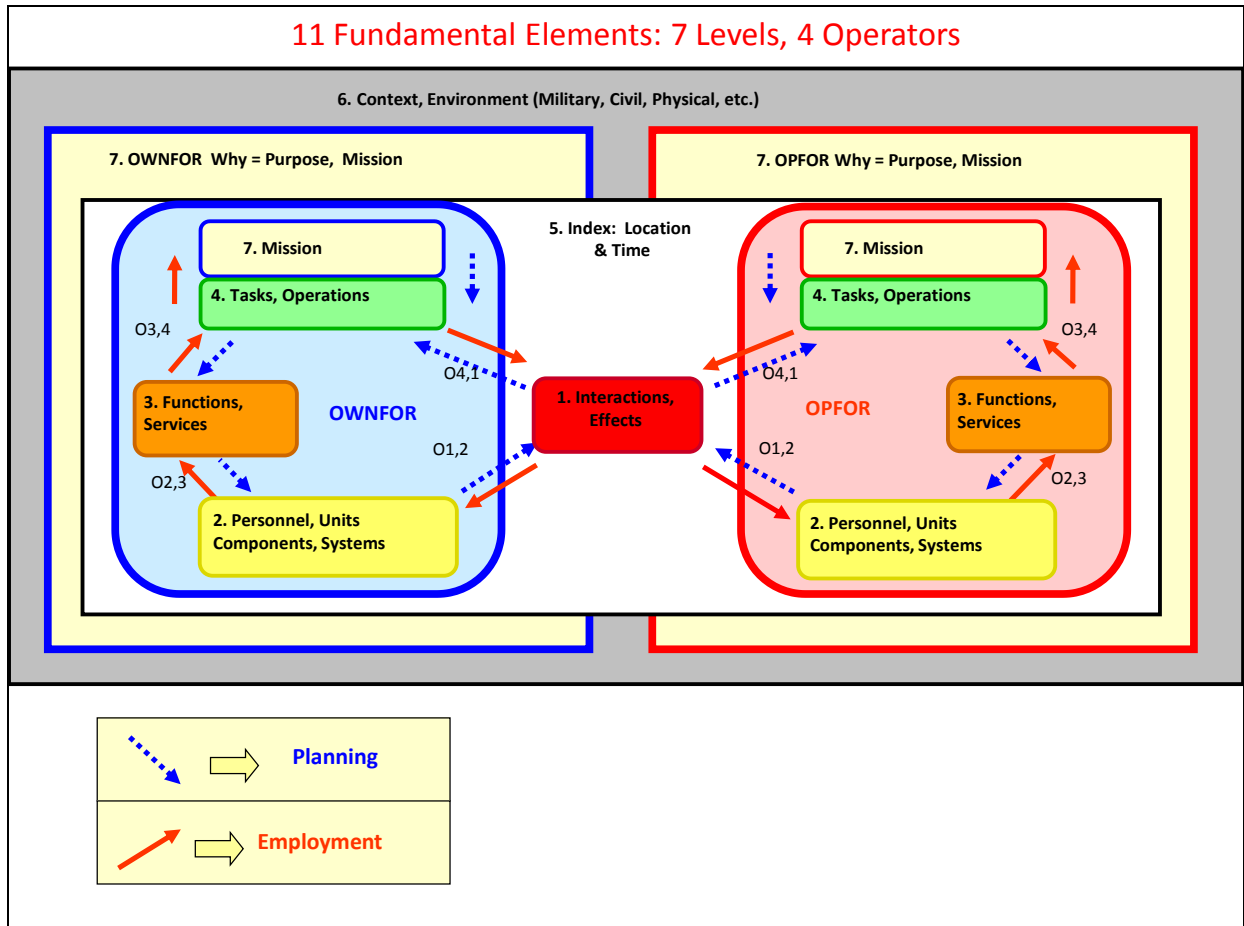 11 Fundamental Elements: 7 Levels, 4 Operators
6. Context, Environment (Military, Civil, Physical, etc.)
7. OWNFOR  Why = Purpose,  Mission
7. OPFOR Why = Purpose, Mission
5. Index:  Location
& Time
7. Mission
4. Tasks, Operations
O3,4
O4,1
3. Functions,
Services
OWNFOR
O1,2
O2,3
2. Personnel, Units
Components, Systems
1. Interactions,
Effects
7. Mission
4. Tasks, Operations
O3,4
O4,1
OPFOR
3. Functions,
Services
O1,2
O2,3
2. Personnel, Units
Components, Systems
Planning
Employment